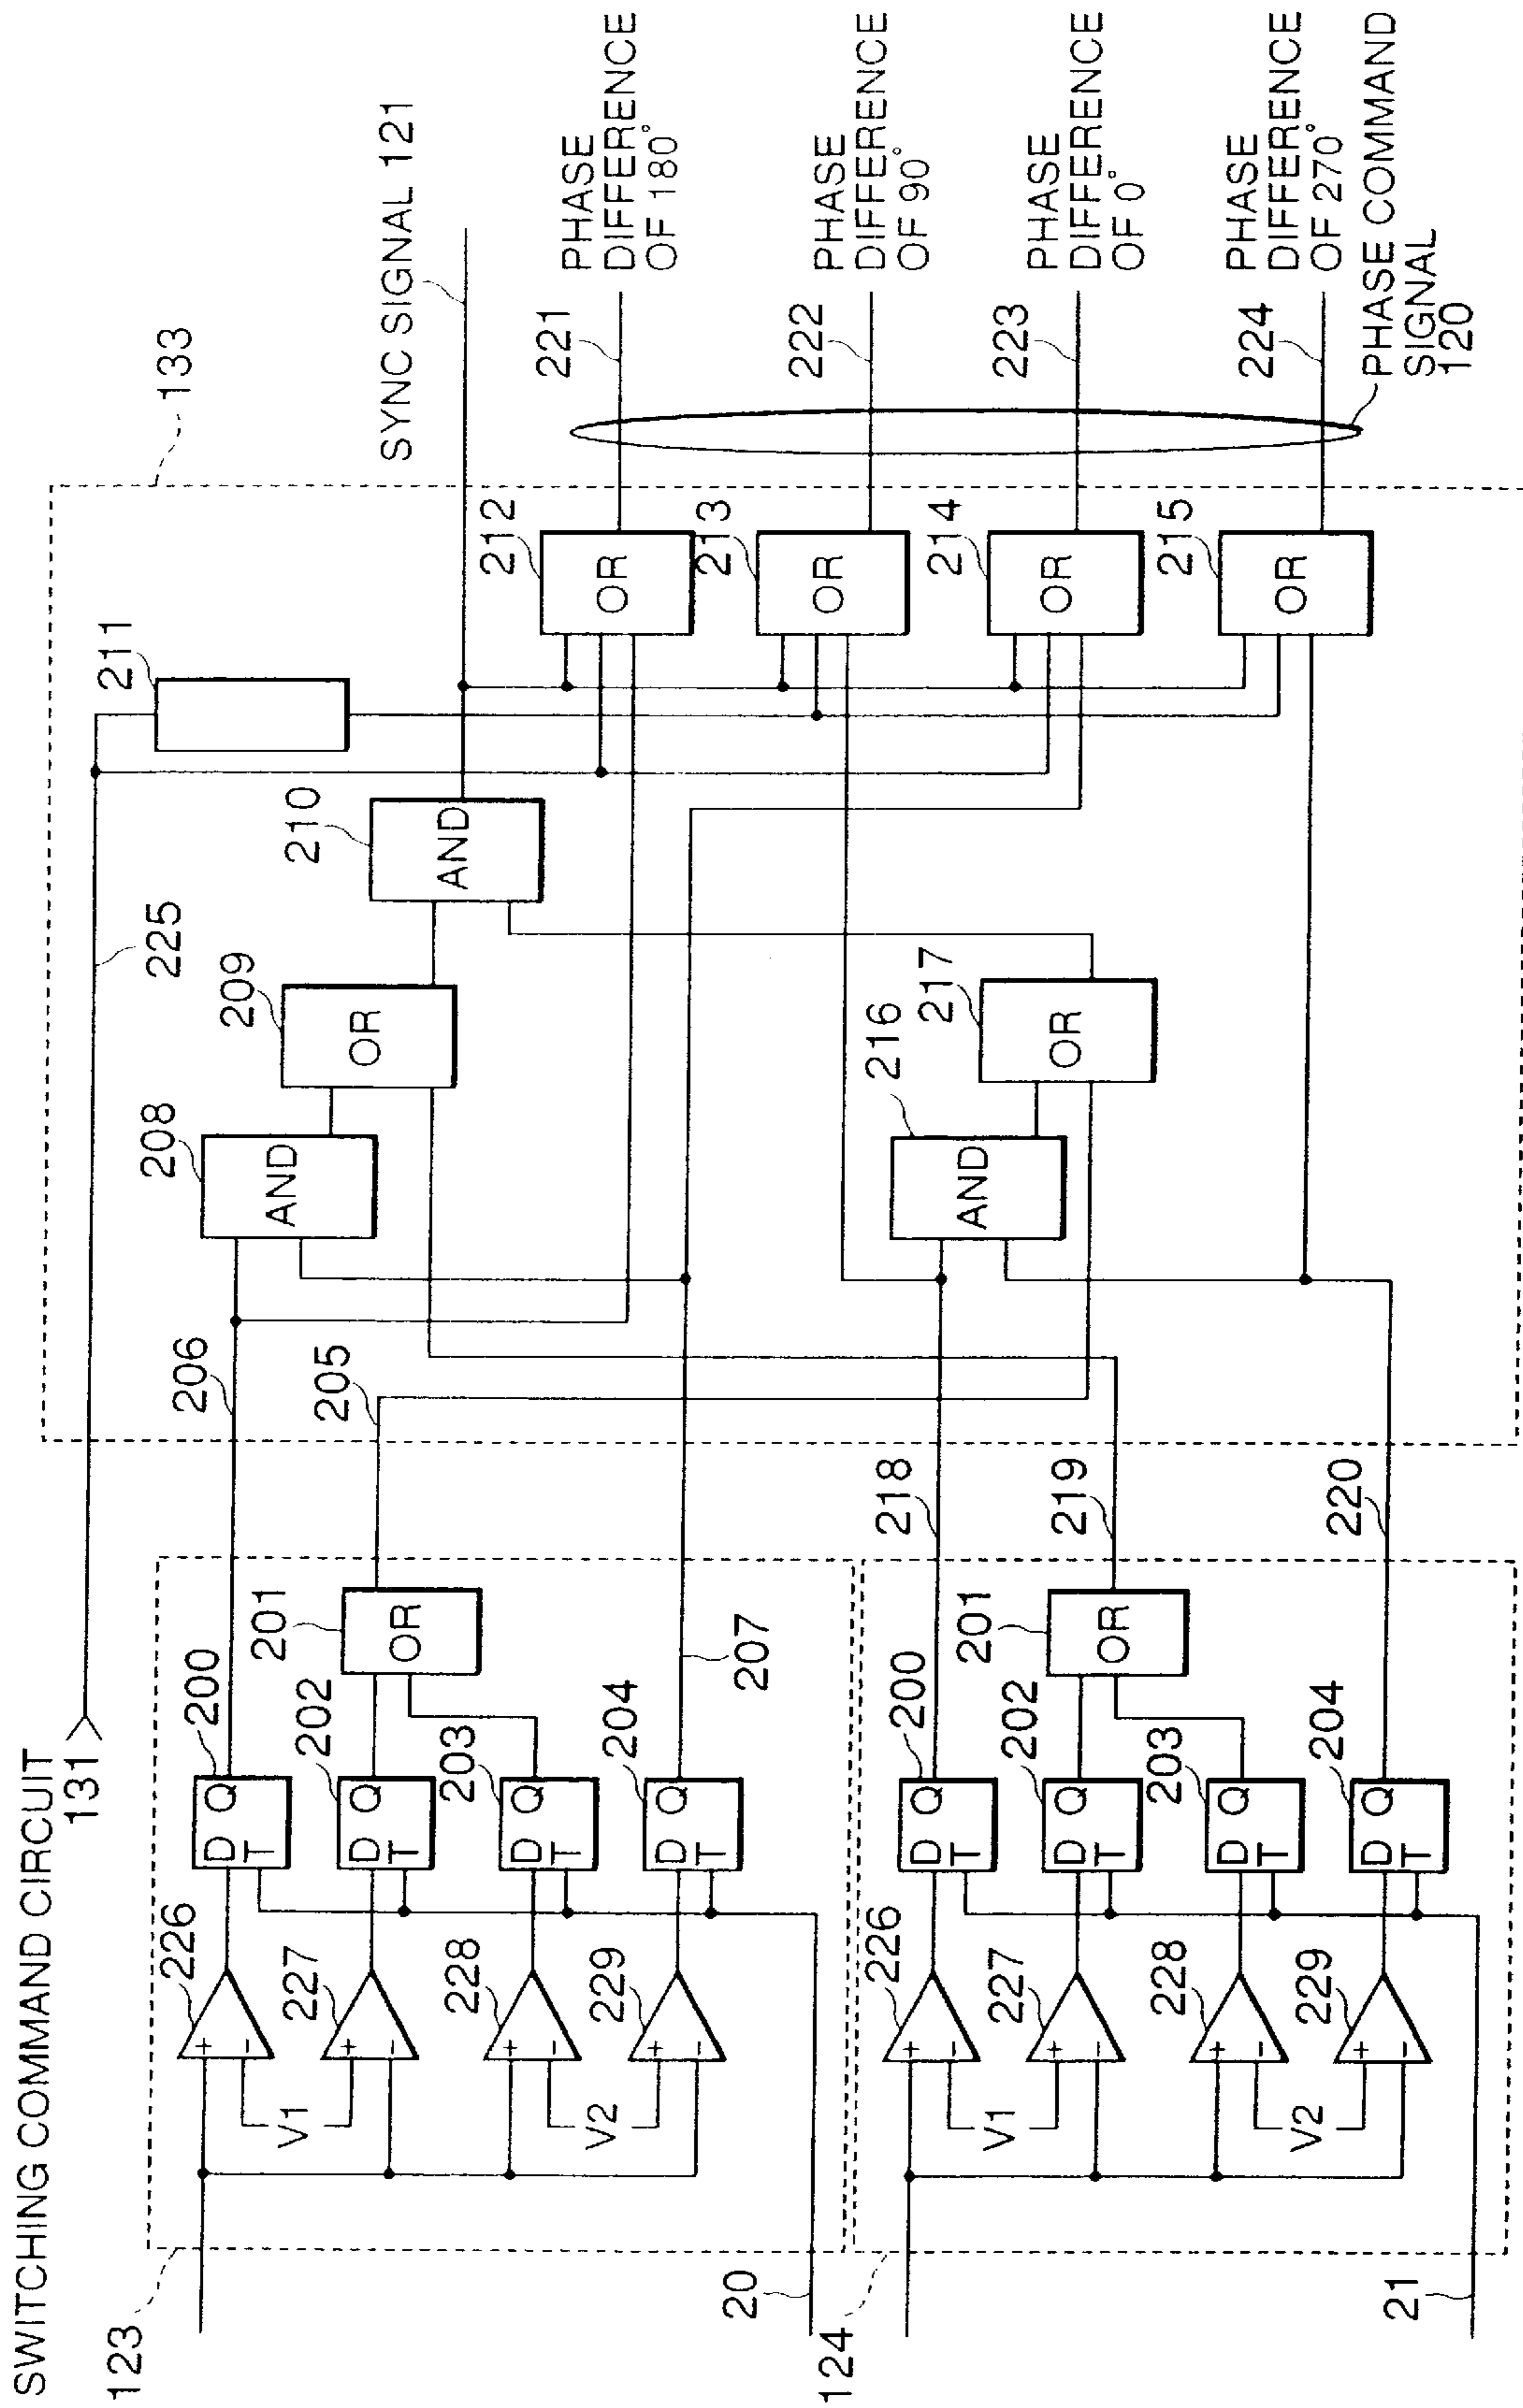 SWITCHING COMMAND CIRCUIT
131
225
211
133
SYNC SIGNAL 121
123
20
226
227
228
229
+
-
+
-
+
-
+
-
V1
V2
D Q
T
D Q
T
D Q
T
D Q
T
200
202
203
204
201
OR
206
205
207
208
AND
209
OR
210
AND
212
OR
213
OR
214
OR
215
OR
221
PHASE
DIFFERENCE
OF 180°
222
PHASE
DIFFERENCE
OF 90°
223
PHASE
DIFFERENCE
OF 0°
224
PHASE
DIFFERENCE
OF 270°
PHASE COMMAND
SIGNAL
120
124
21
226
227
228
229
+
-
+
-
+
-
+
-
V1
V2
D Q
T
D Q
T
D Q
T
D Q
T
200
202
203
204
201
OR
218
219
220
216
AND
217
OR